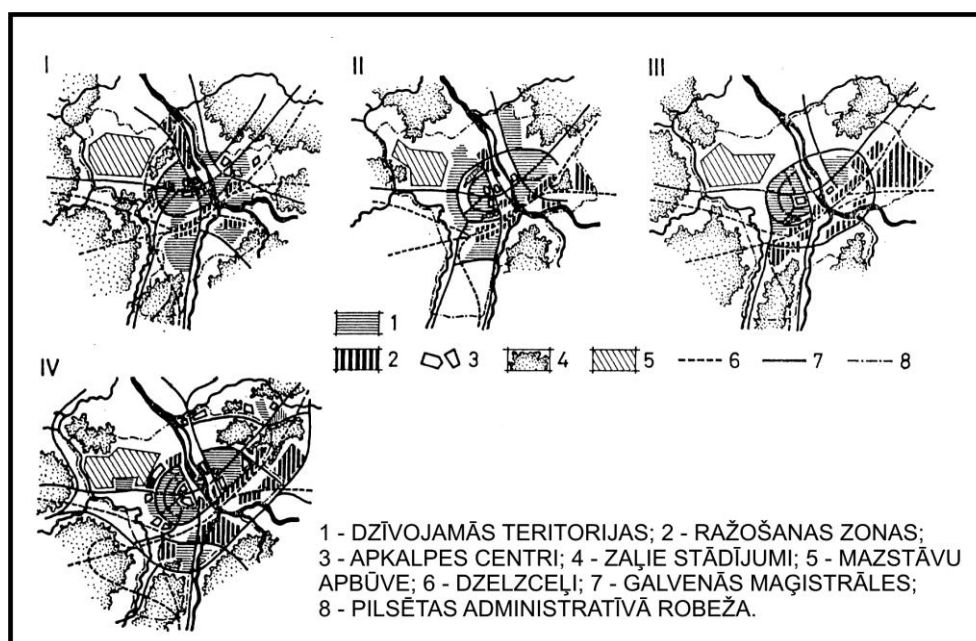 I
II
III
1
2 3 4 5 6 7 8
IV
1 - DZĪVOJAMĀS TERITORIJAS; 2 - RAŽOŠANAS ZONAS;
3 - APKALPES CENTRI; 4 - ZAĻIE STĀDĪJUMI; 5 - MAZSTĀVU
APBŪVE; 6 - DZELZCEĻI; 7 - GALVENĀS MAĢISTRĀLES;
8 - PILSĒTAS ADMINISTRATĪVĀ ROBEŽA.